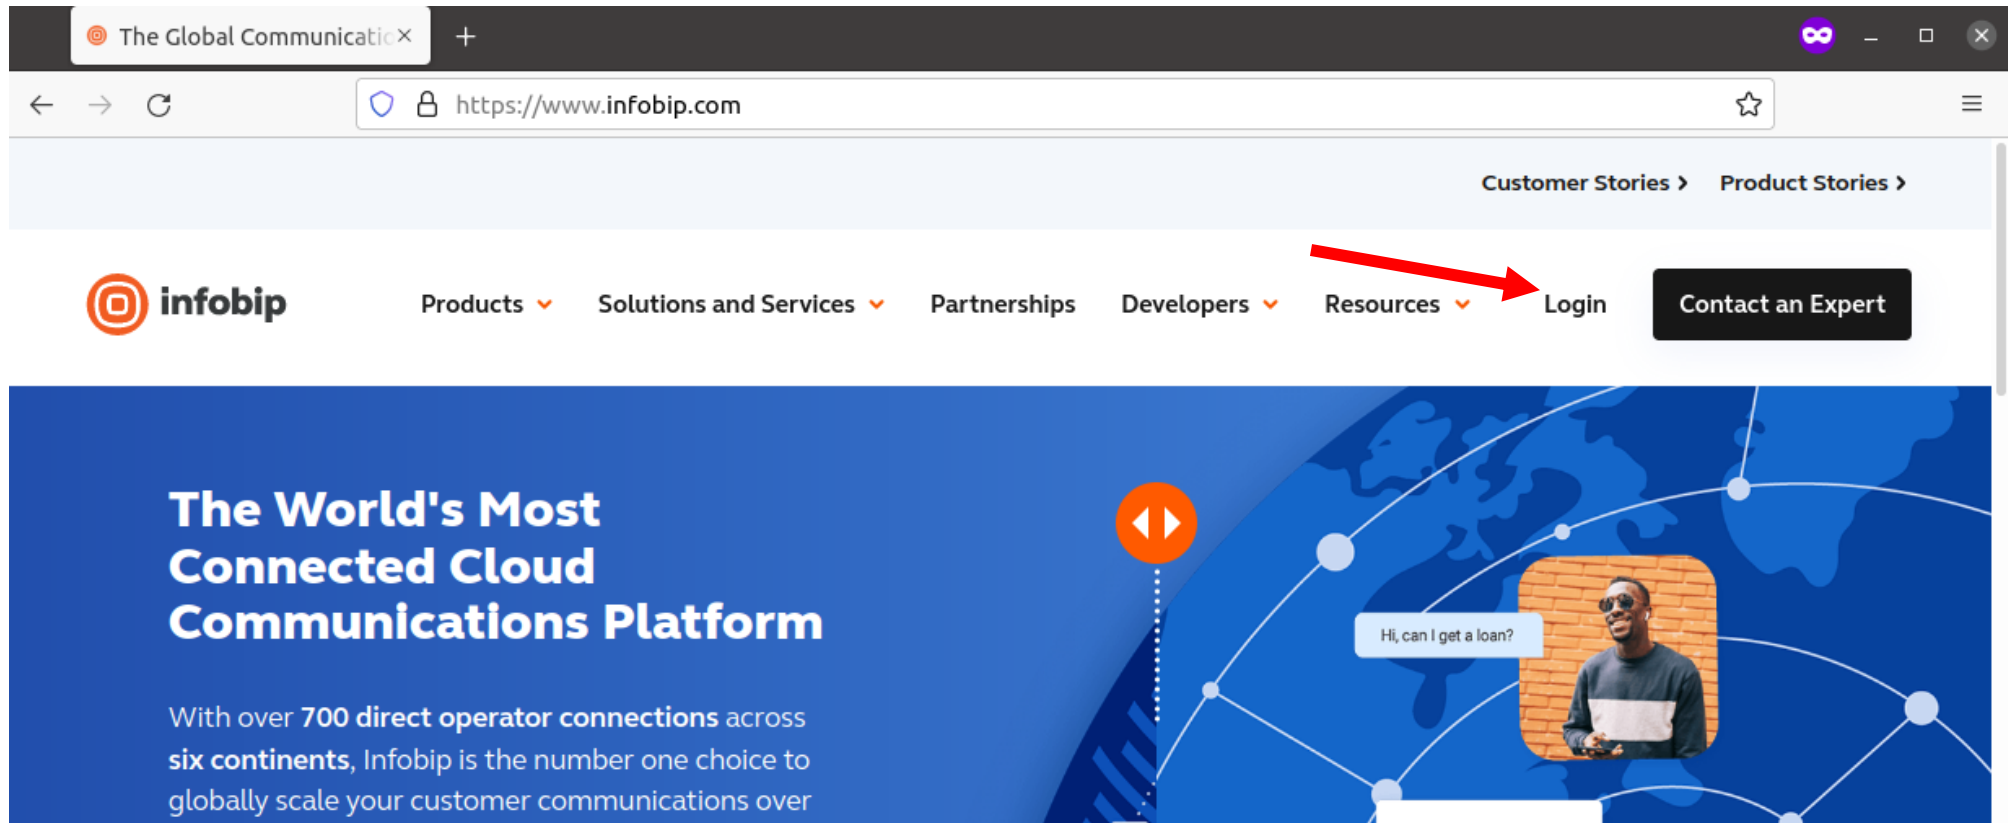 The Global Communicatio
https://www.infobip.com
Customer Stories Product Stories
infobip Products Solutions and Services Partnerships Developers Resources Login Contact an Expert
The World's Most
Connected Cloud
Communications Platform
With over 700 direct operator connections across
six continents, Infobip is the number one choice to
globally scale your customer communications over
Hi, can I get a loan?